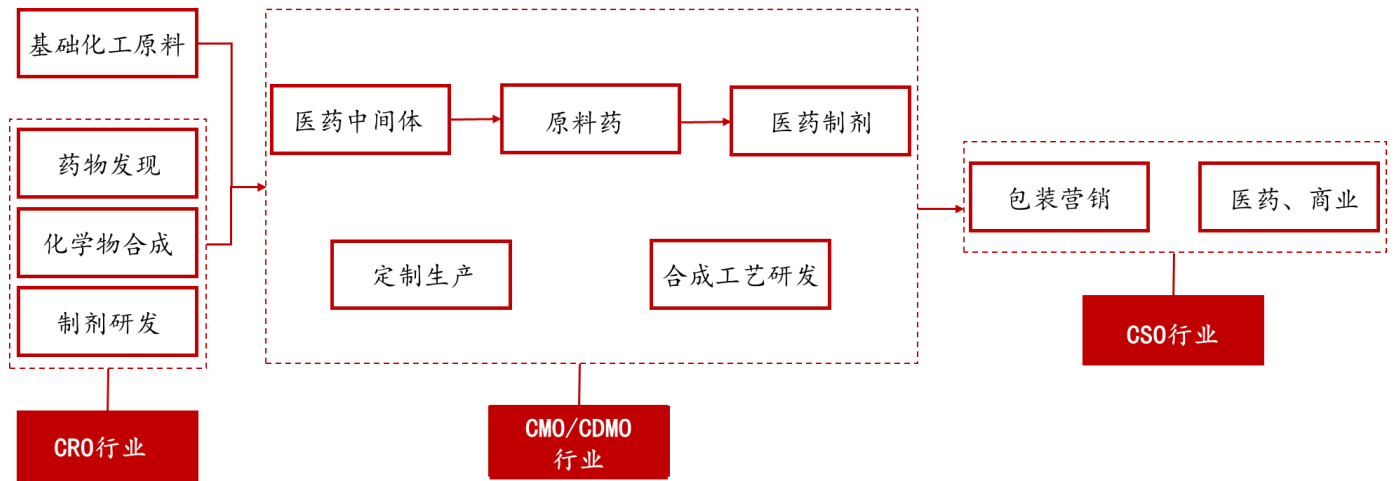 基础化工原料
药物发现
化学物合成
制剂研发
CRO行业
医药中间体
原料药
医药制剂
定制生产
合成工艺研发
CMO/CDMO
行业
包装营销
医药、商业
CSO行业